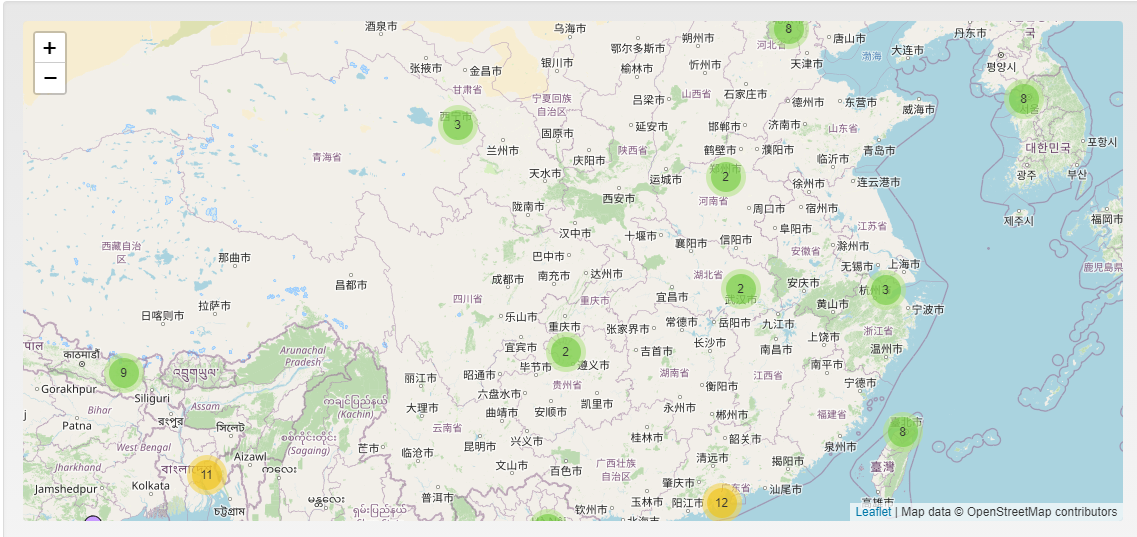 +
−
酒泉市
乌海市
鄂尔多斯市
朔州市
8
河北省
唐山市
大连市
渤海
丹东市
국
평양시
张掖市
金昌市
银川市
榆林市
忻州市
天津市
甘肃省
宁夏回族
自治区
吕梁市
山西省
石家庄市
德州市
东营市
威海市
8
3
固原市
延安市
邯郸市
济南市
山东省
대한민국
포항시
青海省
兰州市
庆阳市
陕西省
鹤壁市
濮阳市
临沂市
青岛市
天水市
运城市
2
徐州市
连云港市
광주
부산
西安市
河南省
陇南市
周口市
宿州市
제주시
福岡市
汉中市
十堰市
襄阳市
信阳市
阜阳市
江苏省
西藏自治
区
那曲市
巴中市
安徽省
滁州市
昌都市
成都市
南充市
达州市
湖北省
无锡市
上海市
鹿児島県
四川省
重庆市
宜昌市
2
武汉市
安庆市
3
拉萨市
日喀则市
乐山市
重庆市
张家界市
常德市
岳阳市
九江市
黄山市
宁波市
浙江省
宜宾市
2
吉首市
长沙市
南昌市
上饶市
温州市
काठमाडौं
9
འབྲུག་ཡུལ་
Arunachal
Pradesh
毕节市
遵义市
南平市
Gorakhpur
Siliguri
丽江市
昭通市
贵州省
湖南省
江西省
宁德市
Bihar
Assam
六盘水市
衡阳市
Patna
রংপুর
সিলেট
大理市
曲靖市
安顺市
凯里市
永州市
郴州市
福建省
8
West Bengal
云南省
桂林市
韶关市
泉州市
Aizawl
芒市
临沧市
昆明市
兴义市
臺灣
Jharkhand
11
文山市
百色市
广西壮族
自治区
清远市
揭阳市
Jamshedpur
Kolkata
普洱市
肇庆市
汕尾市
玉林市
阳江市
12
চট্টগ্রাম
钦州市
Leaflet | Map data © OpenStreetMap contributors